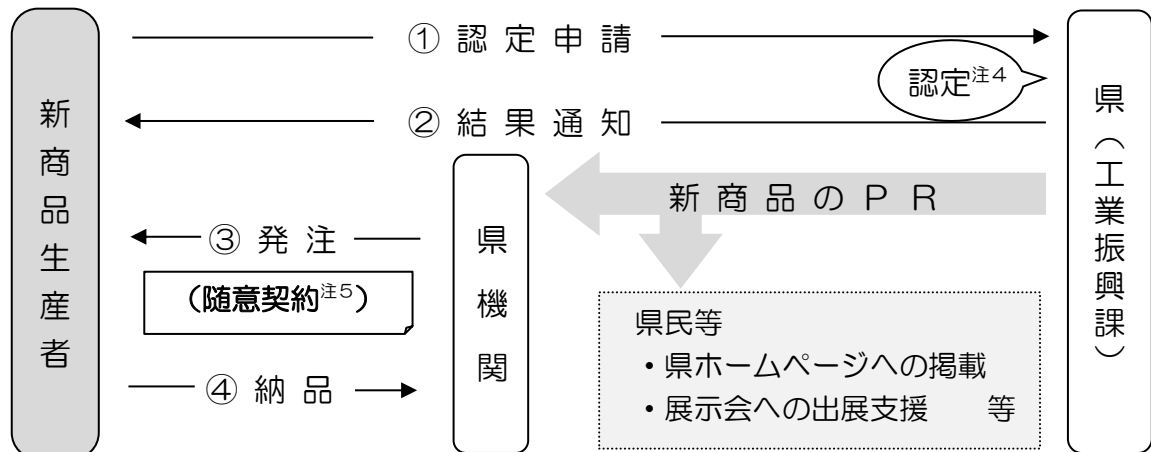 新商品生産者
① 認 定 申 請
認定注4
② 結 果 通 知
県（工業振興課）
新 商 品 の P R
③ 発 注
（随意契約注5）
④ 納 品
県機関
県民等
・県ホームページへの掲載
・展示会への出展支援　　等